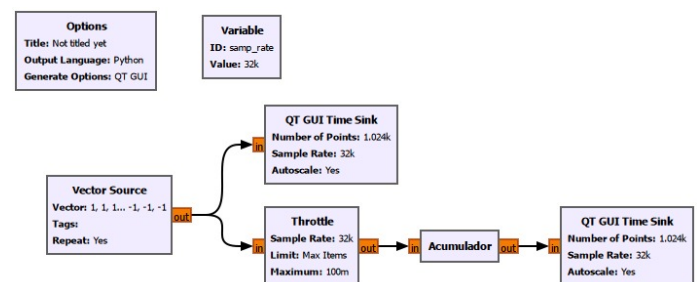 Options
Title: Not titled yet
Output Language: Python
Generate Options: QT GUI
Variable
ID: samp_rate
Value: 32k
QT GUI Time Sink
in
Number of Points: 1.024k
Sample Rate: 32k
Autoscale: Yes
Vector Source
Vector: 1, 1, 1... -1, -1, -1
Tags:
Repeat: Yes
out
Throttle
in
Sample Rate: 32k
Limit: Max Items
Maximum: 100m
out
in
Acumulador
out
QT GUI Time Sink
in
Number of Points: 1.024k
Sample Rate: 32k
Autoscale: Yes